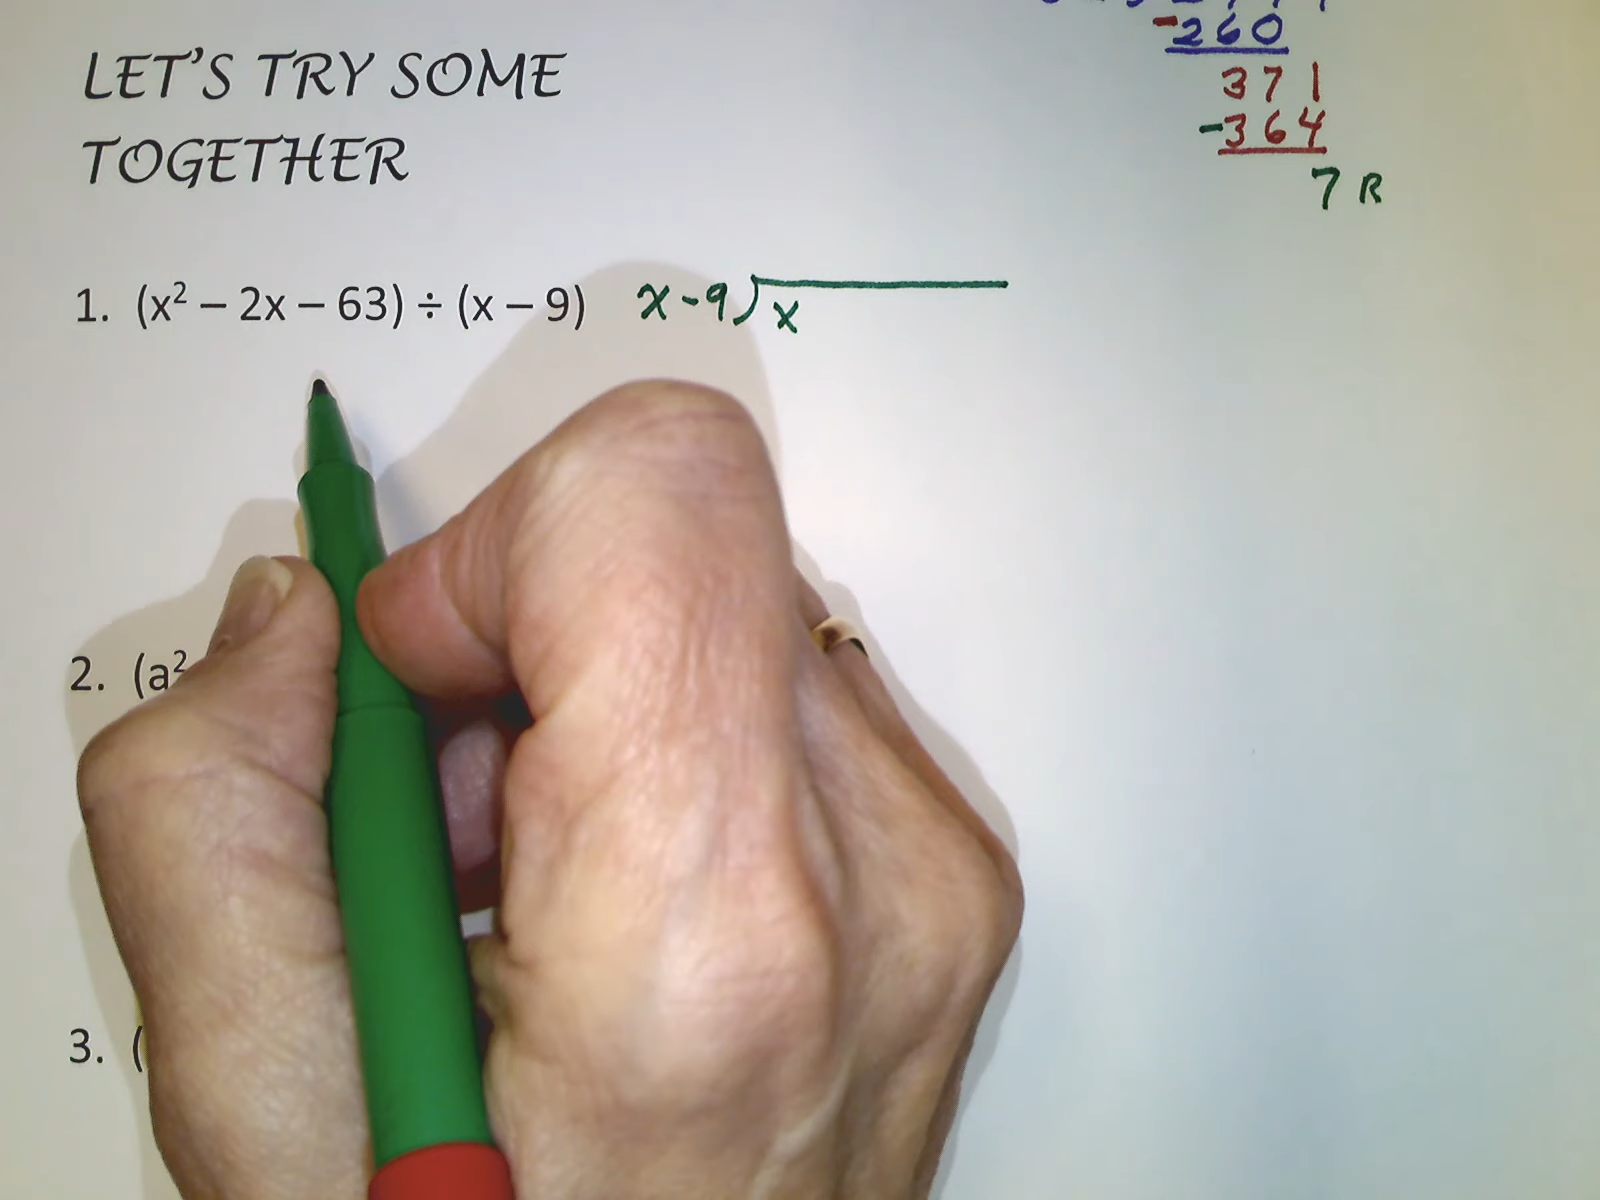 LET'S TRY SOME
TOGETHER
-260
371
-364
7 R
1. (x² – 2x – 63) ÷ (x – 9) x-9)x
2. (a²
3. (